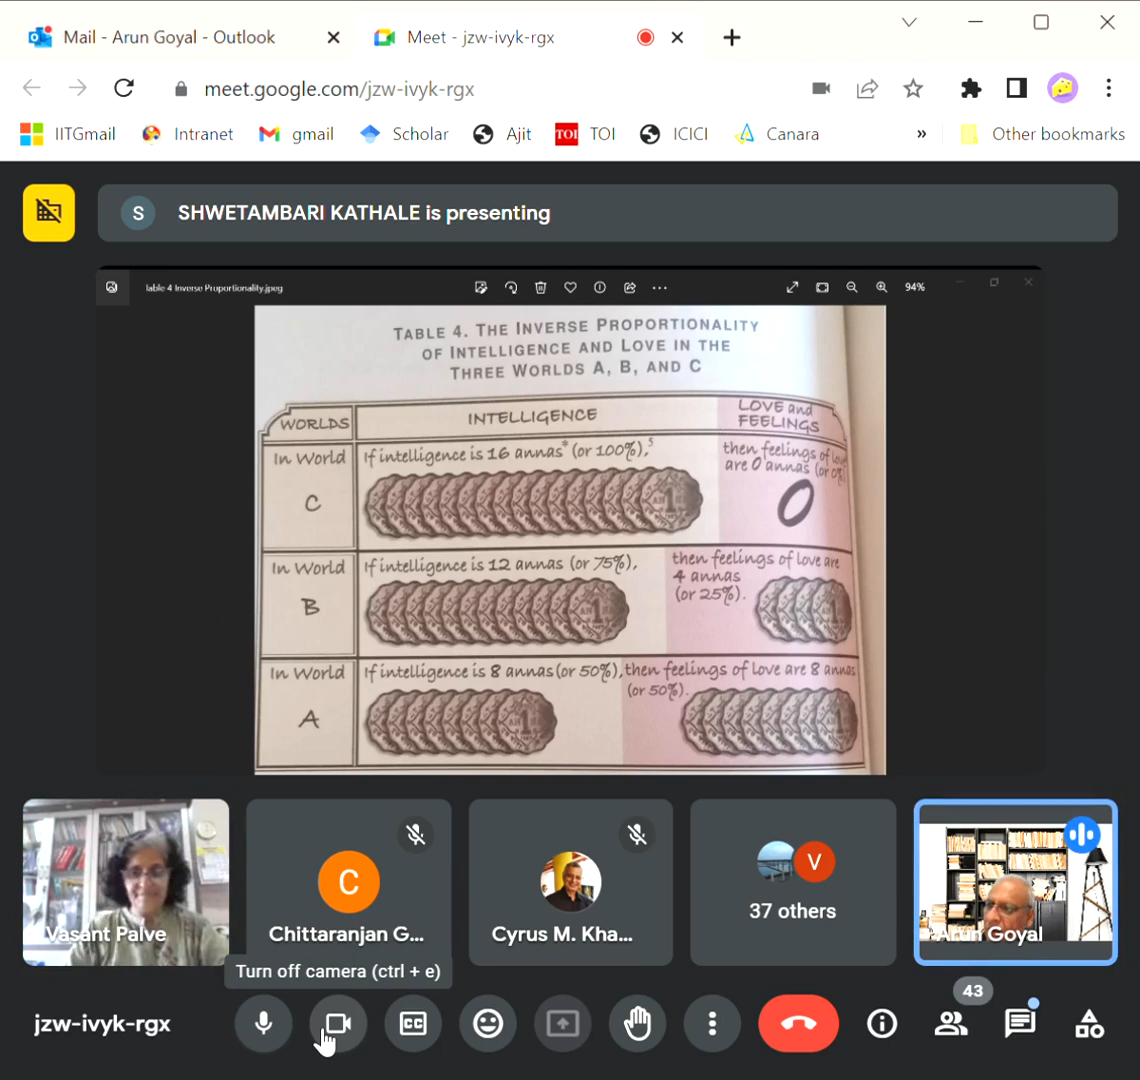 Mail - Arun Goyal - Outlook
Meet - jzw-ivyk-rgx
meet.google.com/jzw-ivyk-rgx
IITGmail Intranet gmail Scholar Ajit TOI TOI ICICI Canara » Other bookmarks
S SHWETAMBARI KATHALE is presenting
Table 4 Inverse Proportionality.jpeg
94%
TABLE 4. THE INVERSE PROPORTIONALITY
OF INTELLIGENCE AND LOVE IN THE
THREE WORLDS A, B, AND C
WORLDS INTELLIGENCE LOVE and
FEELINGS
In World If intelligence is 16 annas* (or 100%),⁵ then feelings of
are 0 annas (or 0%
C 0
In World If intelligence is 12 annas (or 75%), then feelings of love are
4 annas
B (or 25%).
In World If intelligence is 8 annas (or 50%), then feelings of love are 8 annas
(or 50%).
A
V
37 others
C
Vasant Palve Chittaranjan G... Cyrus M. Kha... Arun Goyal
Turn off camera (ctrl + e)
43
jzw-ivyk-rgx CC